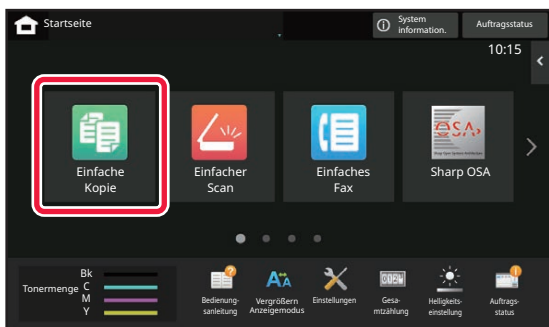 Startseite
System
information.
Auftragsstatus
10:15
Einfache
Kopie
Einfacher
Scan
Einfaches
Fax
OSA
Sharp OSA
Tonermenge
Bk
C
M
Y
Bedienung-
sanleitung
Vergrößern
Anzeigemodus
Einstellungen
Gesa-
mtzählung
Helligkeits-
einstellung
Auftrags-
status